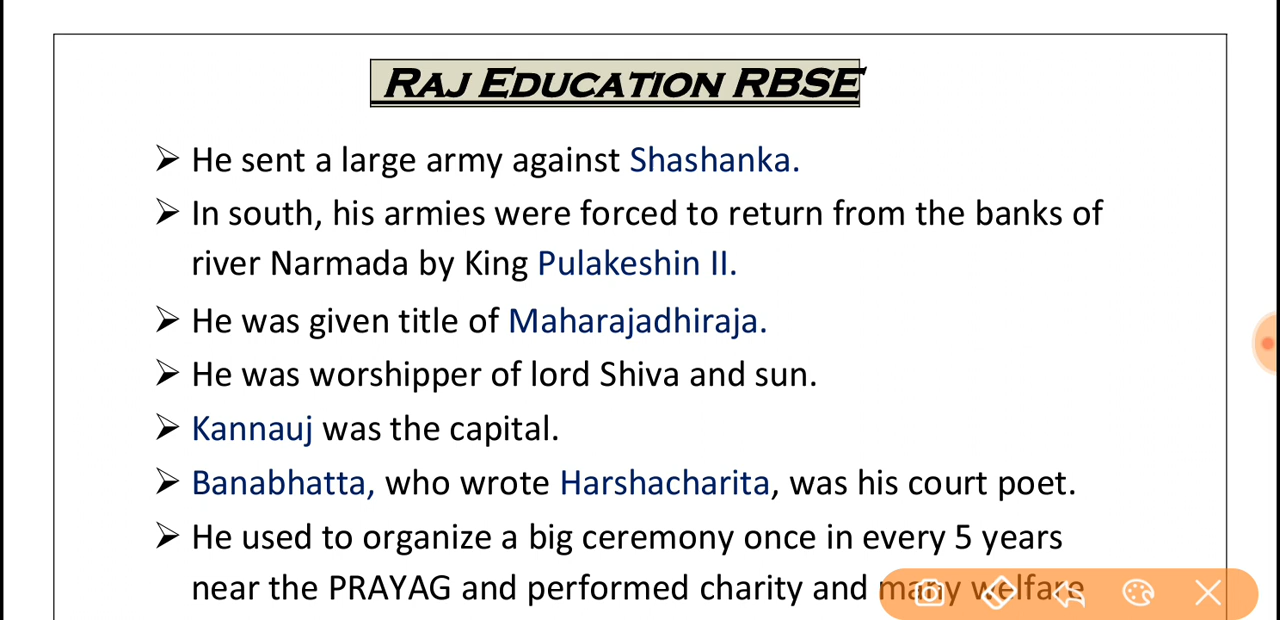 RAJ EDUCATION RBSE
➢ He sent a large army against Shashanka.
➢ In south, his armies were forced to return from the banks of
river Narmada by King Pulakeshin II.
➢ He was given title of Maharajadhiraja.
➢ He was worshipper of lord Shiva and sun.
➢ Kannauj was the capital.
➢ Banabhatta, who wrote Harshacharita, was his court poet.
➢ He used to organize a big ceremony once in every 5 years
near the PRAYAG and performed charity and many welfare